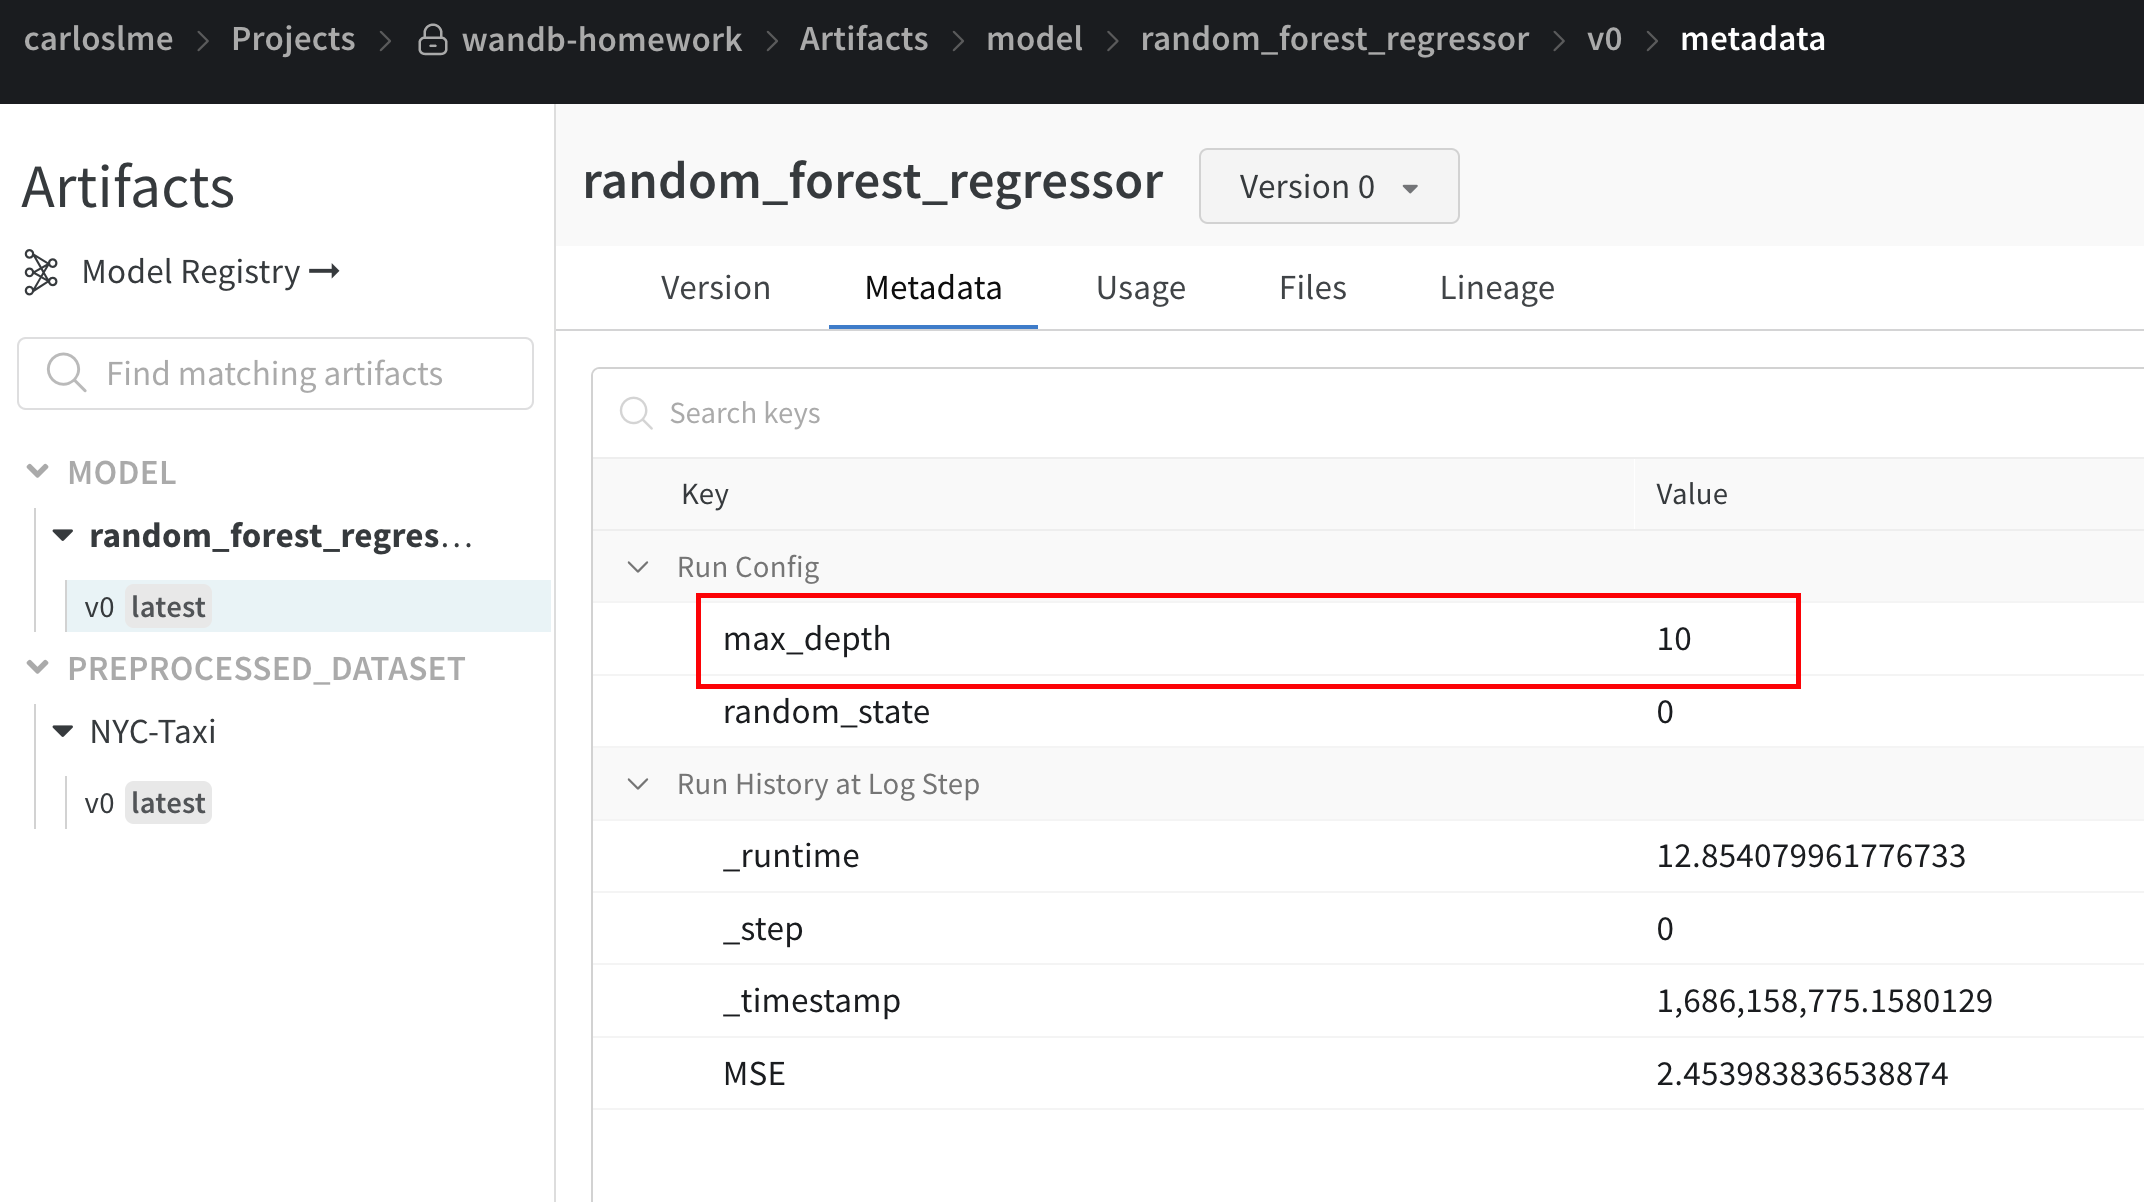 carloslme > Projects > wandb-homework > Artifacts > model > random_forest_regressor > v0 > metadata
Artifacts
Model Registry →
Find matching artifacts
MODEL
random_forest_regres...
v0 latest
PREPROCESSED_DATASET
NYC-Taxi
v0 latest
random_forest_regressor Version 0
Version Metadata Usage Files Lineage
Search keys
Key Value
Run Config
max_depth 10
random_state 0
Run History at Log Step
_runtime 12.854079961776733
_step 0
_timestamp 1,686,158,775.1580129
MSE 2.453983836538874